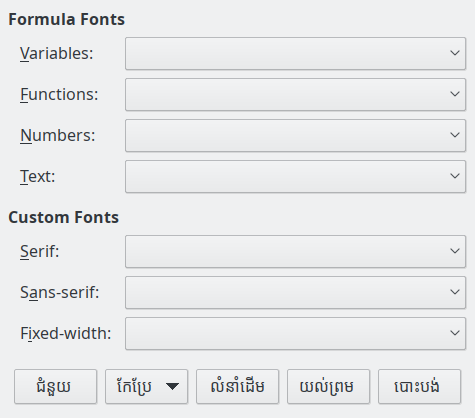 Formula Fonts
Variables:
Functions:
Numbers:
Text:
Custom Fonts
Serif:
Sans-serif:
Fixed-width:
ជំនួយ កែប្រែ លំនាំដើម យល់ព្រម បោះបង់